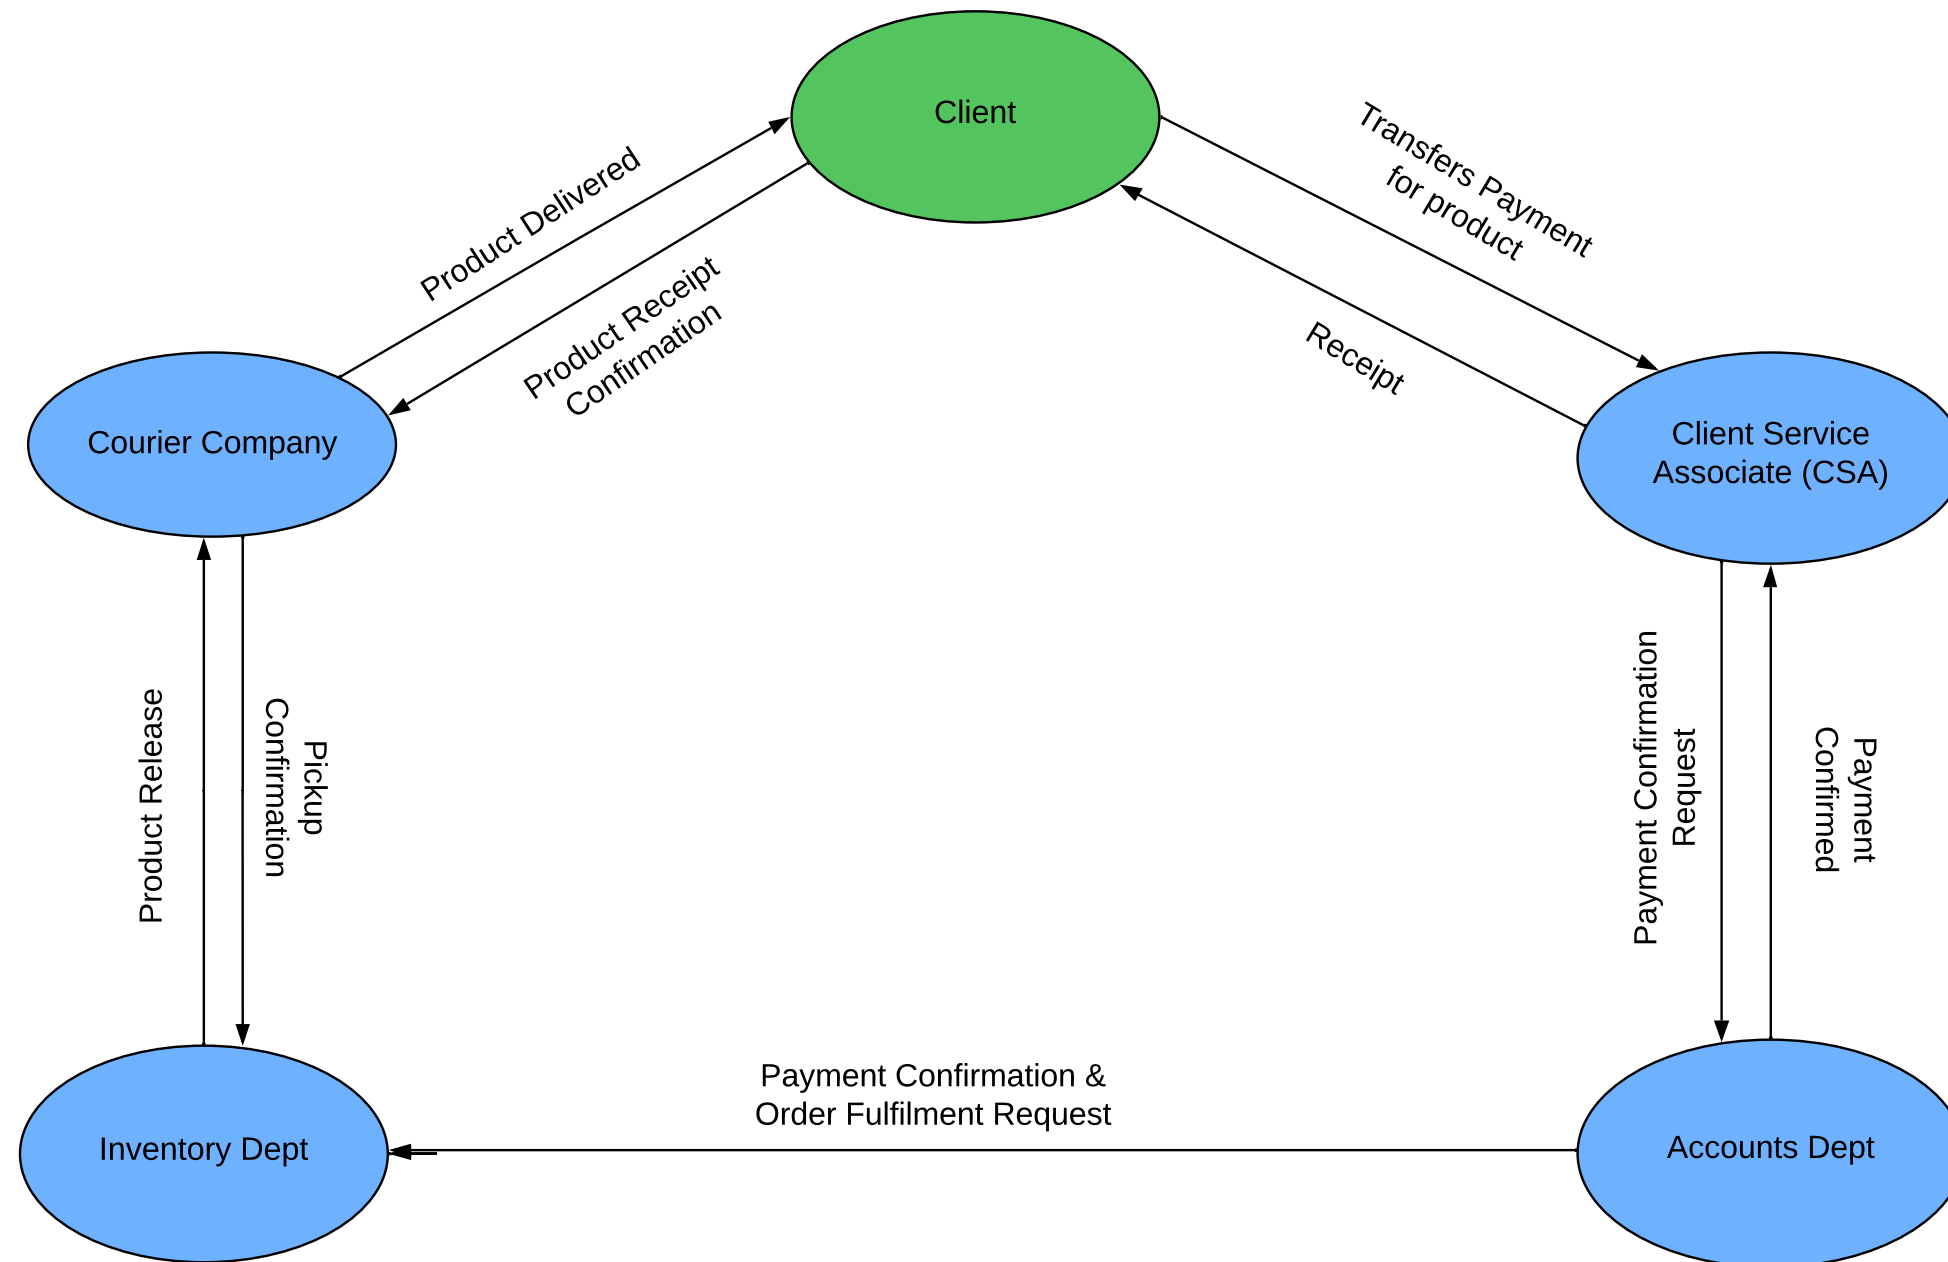 Client
Transfers Payment
for product
Product Delivered
Product Receipt
Confirmation
Receipt
Courier Company
Client Service
Associate (CSA)
Product Release
Pickup
Confirmation
Payment Confirmation
Request
Payment
Confirmed
Payment Confirmation &
Order Fulfilment Request
Inventory Dept
Accounts Dept